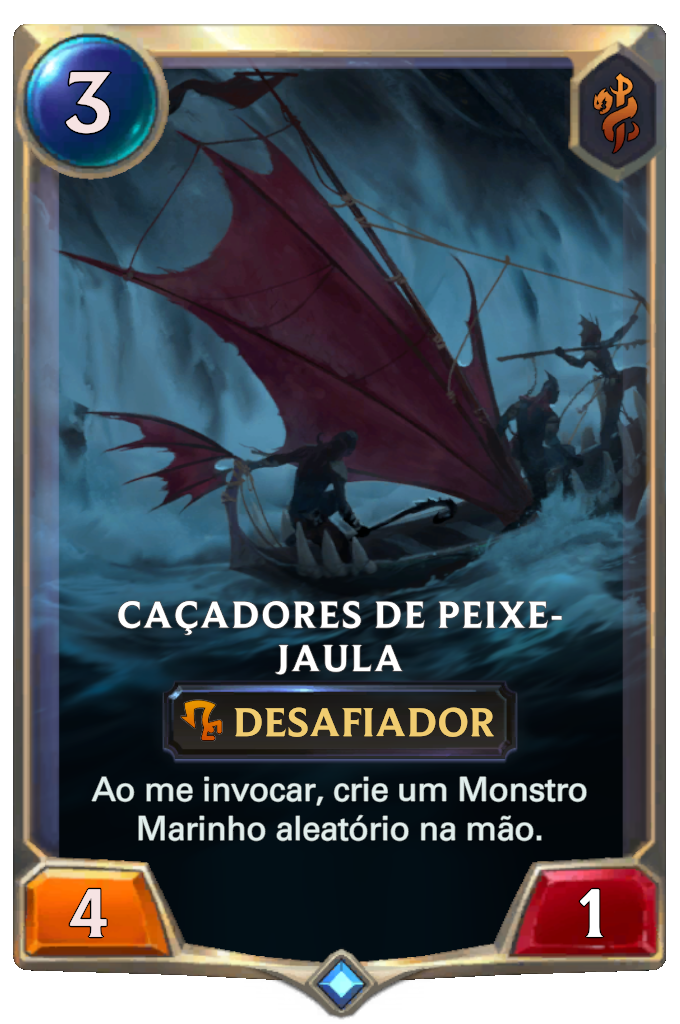 3
CAÇADORES DE PEIXE-
JAULA
DESAFIADOR
Ao me invocar, crie um Monstro
Marinho aleatório na mão.
4
1